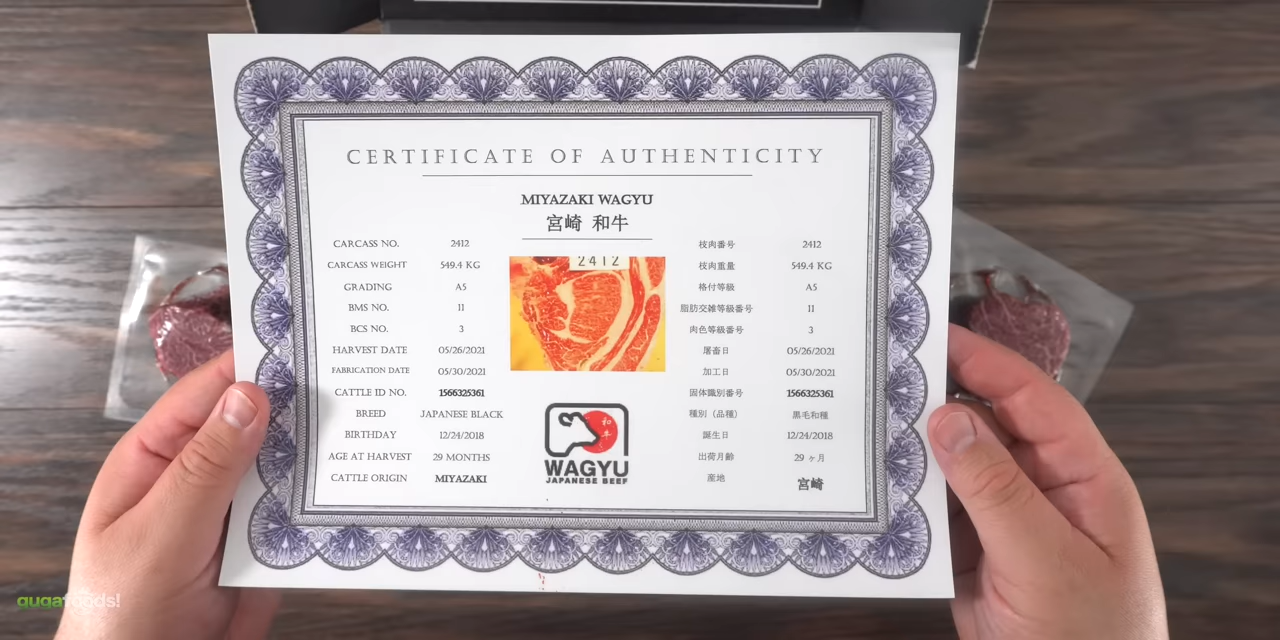 CERTIFICATE OF AUTHENTICITY
MIYAZAKI WAGYU
宮崎 和牛
CARCASS NO. 2412
CARCASS WEIGHT 549.4 KG
GRADING A5
BMS NO. 11
BCS NO. 3
HARVEST DATE 05/26/2021
FABRICATION DATE 05/30/2021
CATTLE ID NO. 1566325361
BREED JAPANESE BLACK
BIRTHDAY 12/24/2018
AGE AT HARVEST 29 MONTHS
CATTLE ORIGIN MIYAZAKI
2412
和牛
WAGYU
JAPANESE BEEF
枝肉番号 2412
枝肉重量 549.4 KG
格付等級 A5
脂肪交雑等級番号 11
肉色等級番号 3
屠畜日 05/26/2021
加工日 05/30/2021
固体識別番号 1566325361
種別（品種） 黒毛和種
誕生日 12/24/2018
出荷月齢 29 ヶ月
産地 宮崎
gugafoods!